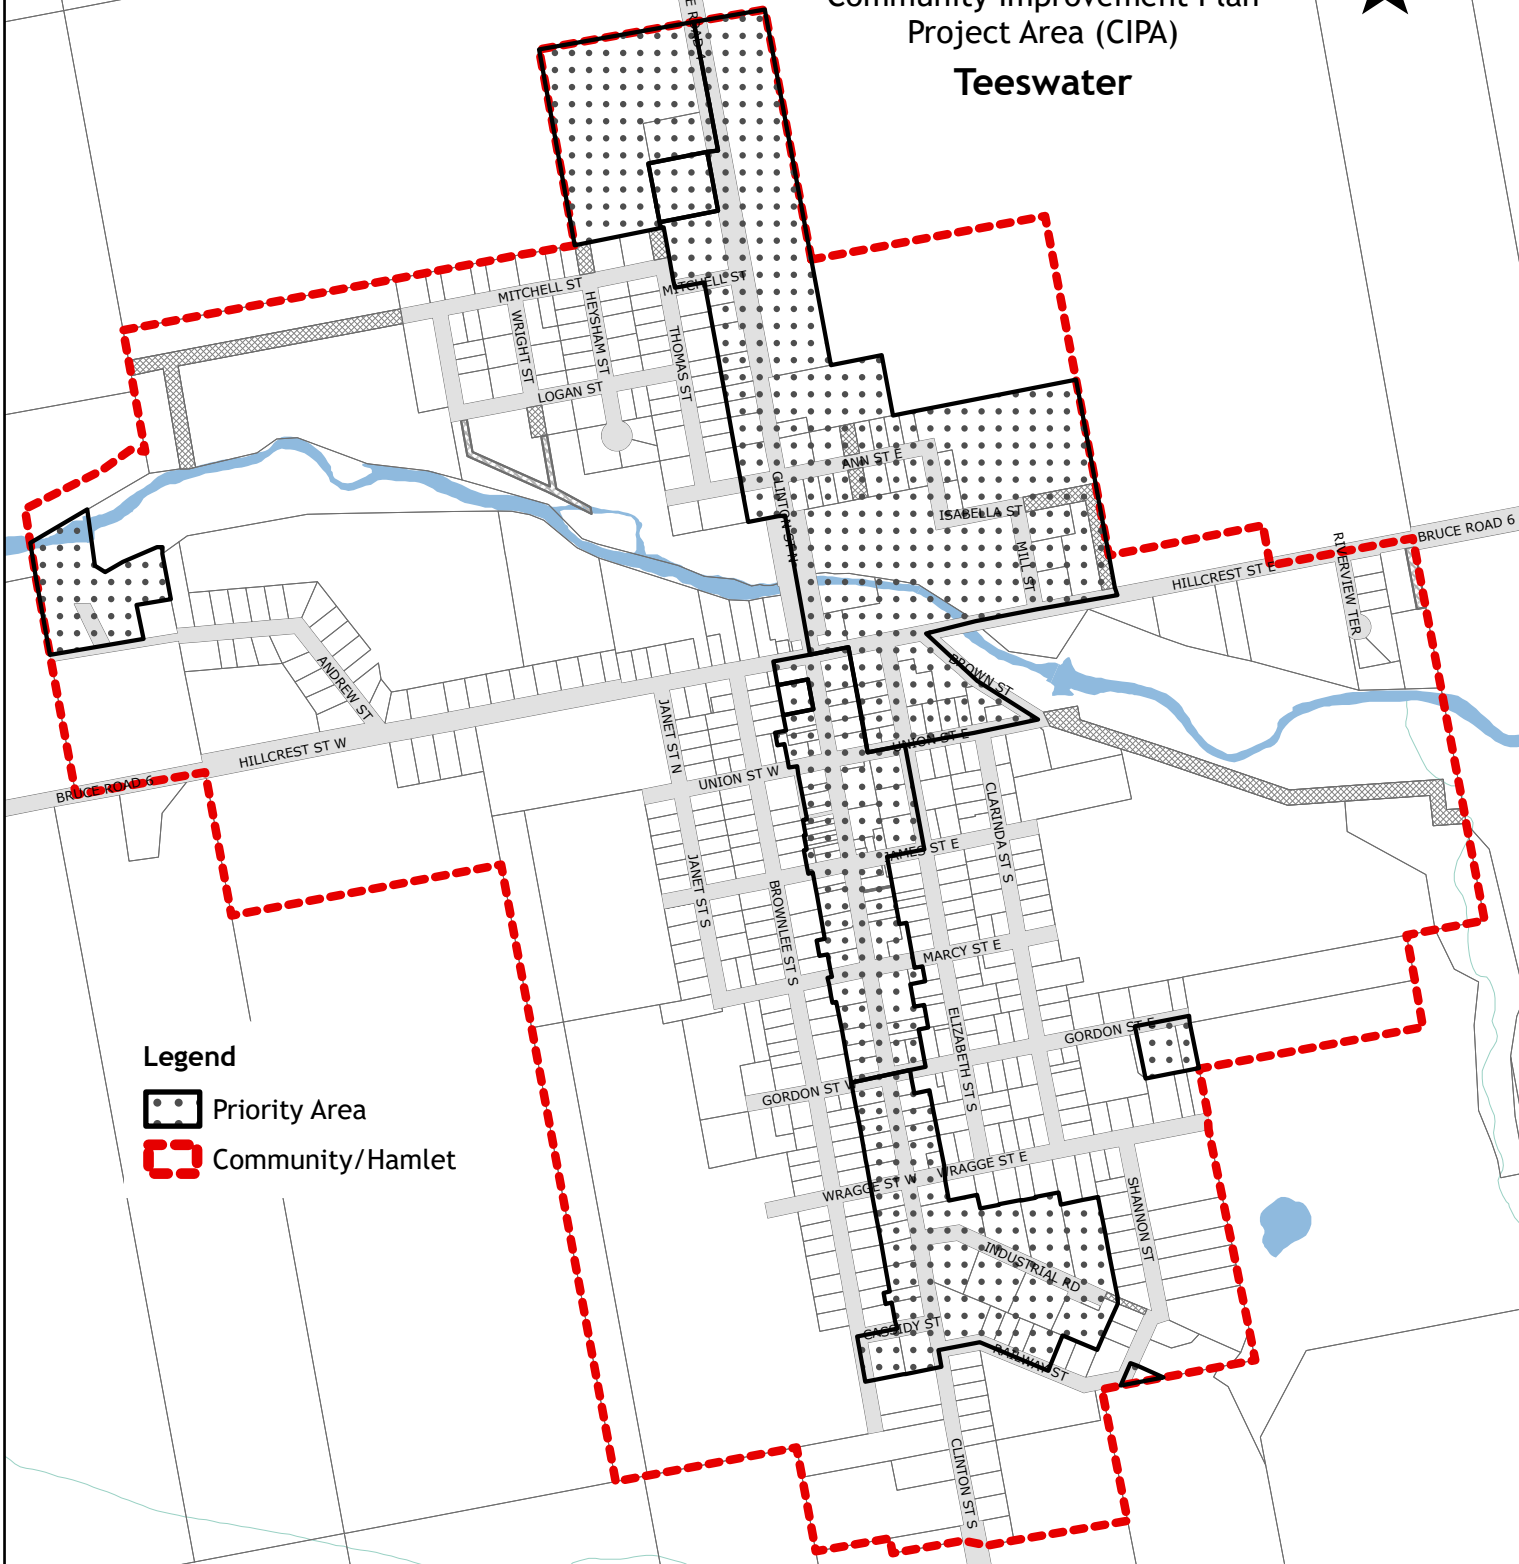 Community Improvement Plan
Project Area (CIPA)
Teeswater
MITCHELL ST
MITCHELL ST
HEYSHAM ST
WRIGHT ST
THOMAS ST
LOGAN ST
ANN ST E
CLINTON ST N
ISABELLA ST
MILL ST
BRUCE ROAD 6
RIVERVIEW TER
HILLCREST ST E
BROWN ST
ANDREW ST
JANET ST N
UNION ST E
HILLCREST ST W
UNION ST W
BRUCE ROAD 6
CLARINDA ST S
JAMES ST E
JANET ST S
BROWNLEE ST S
MARCY ST E
ELIZABETH ST S
GORDON ST E
GORDON ST W
WRAGGE ST E
WRAGGE ST W
SHANNON ST
INDUSTRIAL RD
CASSIDY ST
RAILWAY ST
CLINTON ST S
Legend
Priority Area
Community/Hamlet